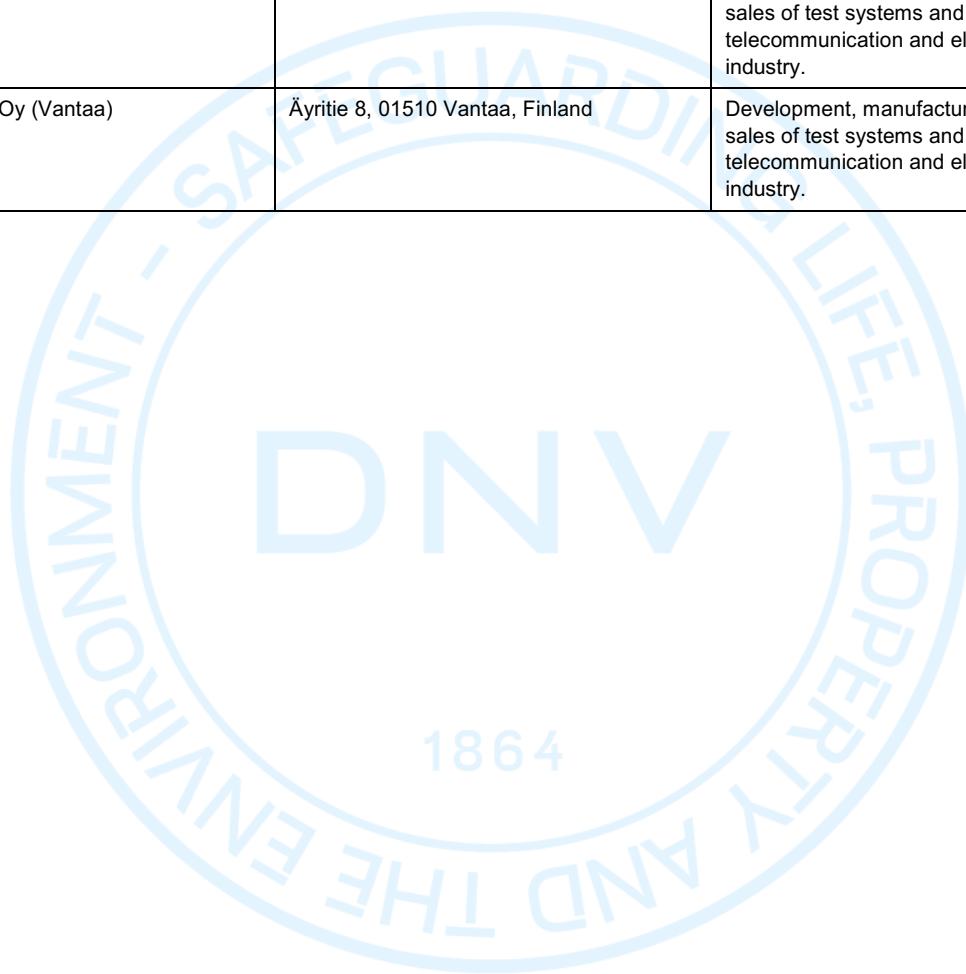 sales of test systems and
telecommunication and el
industry.
Oy (Vantaa)
Äyritie 8, 01510 Vantaa, Finland
Development, manufactur
sales of test systems and
telecommunication and el
industry.
SAFEGUARDING LIFE, PROPERTY AND THE ENVIRONMENT -
DNV
1864